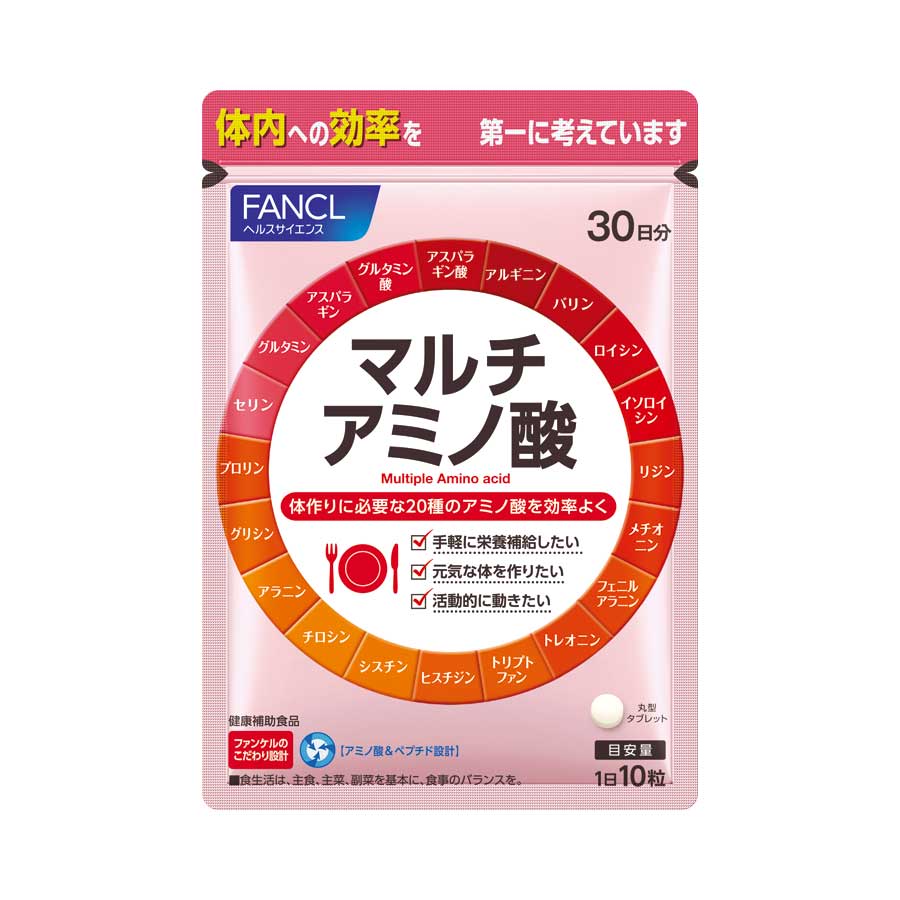 体内への効率を 第一に考えています
FANCL
ヘルスサイエンス
30日分
アスパラ
ギン酸
アルギニン
バリン
ロイシン
イソロイ
シン
リジン
メチオ
ニン
フェニル
アラニン
トレオニン
トリプト
ファン
ヒスチジン
シスチン
チロシン
アラニン
グリシン
プロリン
セリン
グルタミン
アスパラ
ギン
グルタミン
酸
マルチ
アミノ酸
Multiple Amino acid
体作りに必要な20種のアミノ酸を効率よく
手軽に栄養補給したい
元気な体を作りたい
活動的に動きたい
丸型
タブレット
健康補助食品
ファンケルの
こだわり設計
【アミノ酸&ペプチド設計】
目安量
1日10粒
■食生活は、主食、主菜、副菜を基本に、食事のバランスを。